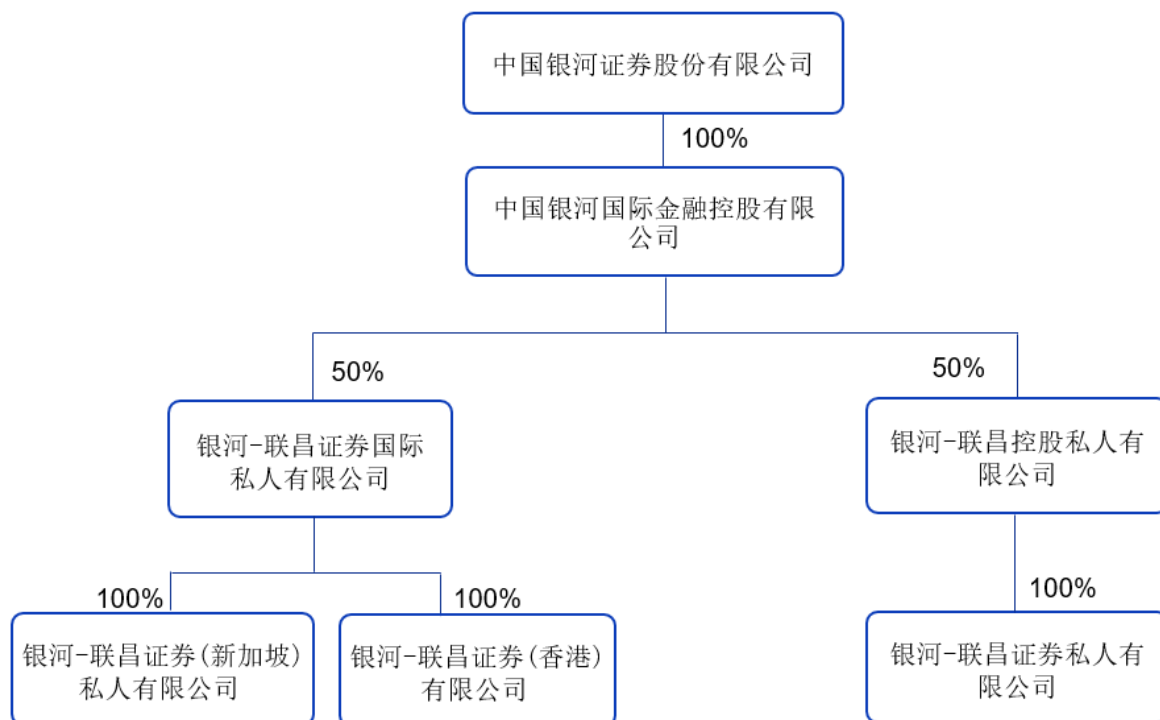 中国银河证券股份有限公司
100%
中国银河国际金融控股有限
公司
50%
50%
银河-联昌证券国际
私人有限公司
银河-联昌控股私人有
限公司
100%
100%
100%
银河-联昌证券(新加坡)
私人有限公司
银河-联昌证券(香港)
有限公司
银河-联昌证券私人有
限公司